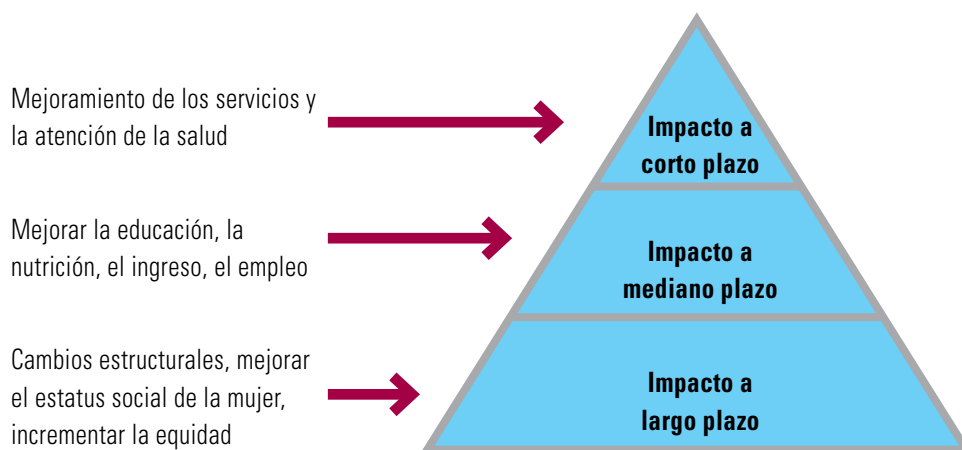 Mejoramiento de los servicios y
la atención de la salud
Impacto a
corto plazo
Mejorar la educación, la
nutrición, el ingreso, el empleo
Impacto a
mediano plazo
Cambios estructurales, mejorar
el estatus social de la mujer,
incrementar la equidad
Impacto a
largo plazo